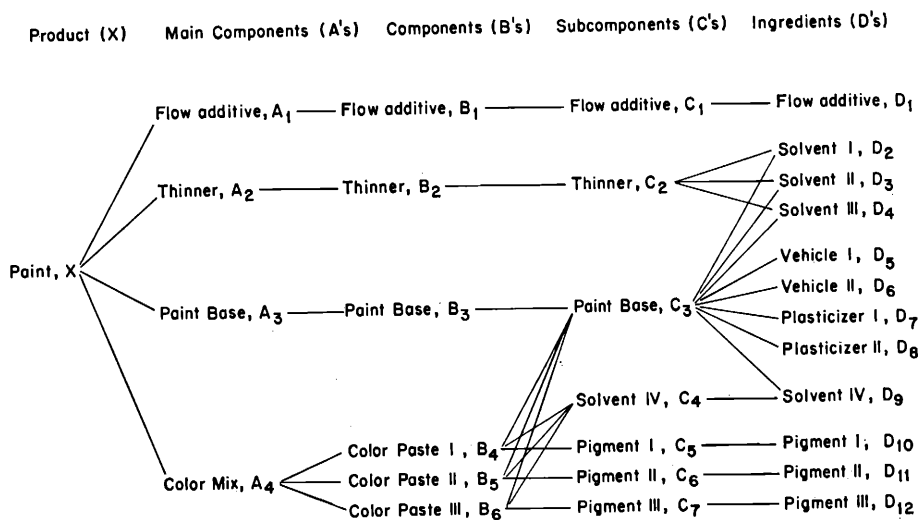 Product (X) Main Components (A's) Components (B's) Subcomponents (C's) Ingredients (D's)
Flow additive, A1 Flow additive, B1 Flow additive, C1 Flow additive, D1
Solvent I, D2
Thinner, A2 Thinner, B2 Thinner, C2 Solvent II, D3
Solvent III, D4
Vehicle I, D5
Paint, X
Vehicle II, D6
Paint Base, A3 Paint Base, B3 Paint Base, C3 Plasticizer I, D7
Plasticizer II, D8
Solvent IV, C4 Solvent IV, D9
Color Paste I, B4 Pigment I, C5 Pigment I, D10
Color Mix, A4 Color Paste II, B5 Pigment II, C6 Pigment II, D11
Color Paste III, B6 Pigment III, C7 Pigment III, D12